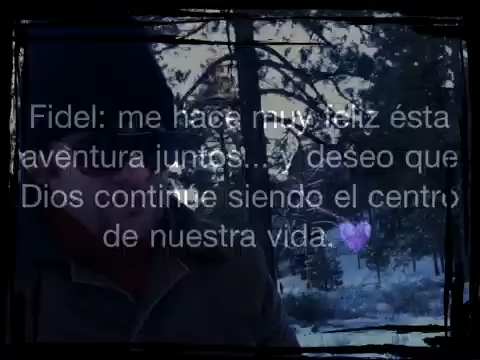 Fidel: me hace muy feliz ésta
aventura juntos... y deseo que
Dios continúe siendo el centro
de nuestra vida.